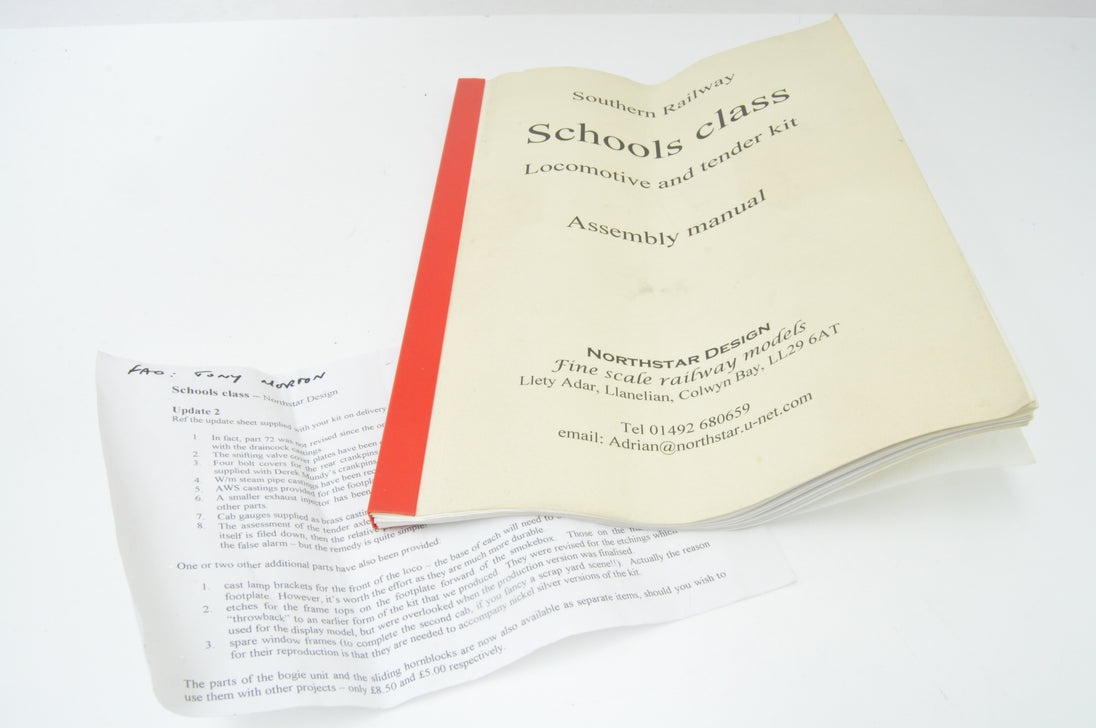 Southern Railway
Schools class
Locomotive and tender kit
Assembly manual
NORTHSTAR DESIGN
Fine scale railway models
Llety Adar, Llanelian, Colwyn Bay, LL29 6AT
Tel 01492 680659
email: Adrian@northstar.u-net.com
FAO: TONY MORTON
Schools class – Northstar Design
Update 2
Ref the update sheet supplied with your kit on delivery
1. In fact, part 72 was not revised since the
with the draincock castings
2. The snifting valve cover plates have been
3. Four bolt covers for the rear crankpins
supplied with Derek Mundy's crankpins
4. W/m steam pipe castings have been
5. AWS castings provided for the
6. A smaller exhaust injector has been
other parts.
7. Cab gauges supplied as brass
8. The assessment of the tender
itself is filed down, then the relative
the false alarm – but the remedy is quite simple!
One or two other additional parts have also been provided:
1. cast lamp brackets for the front of the loco – the base of each will need to
footplate. However, it's worth the effort as they are much more durable
2. etches for the frame tops on the footplate forward of the smokebox. Those on the
"throwback" to an earlier form of the kit that we produced. They were revised for the etchings which
used for the display model, but were overlooked when the production version was finalised.
3. spare window frames (to complete the second cab, if you fancy a scrap yard scene!!). Actually the reason
for their reproduction is that they are needed to accompany nickel silver versions of the kit.
The parts of the bogie unit and the sliding hornblocks are now also available as separate items, should you wish to
use them with other projects – only £8.50 and £5.00 respectively.